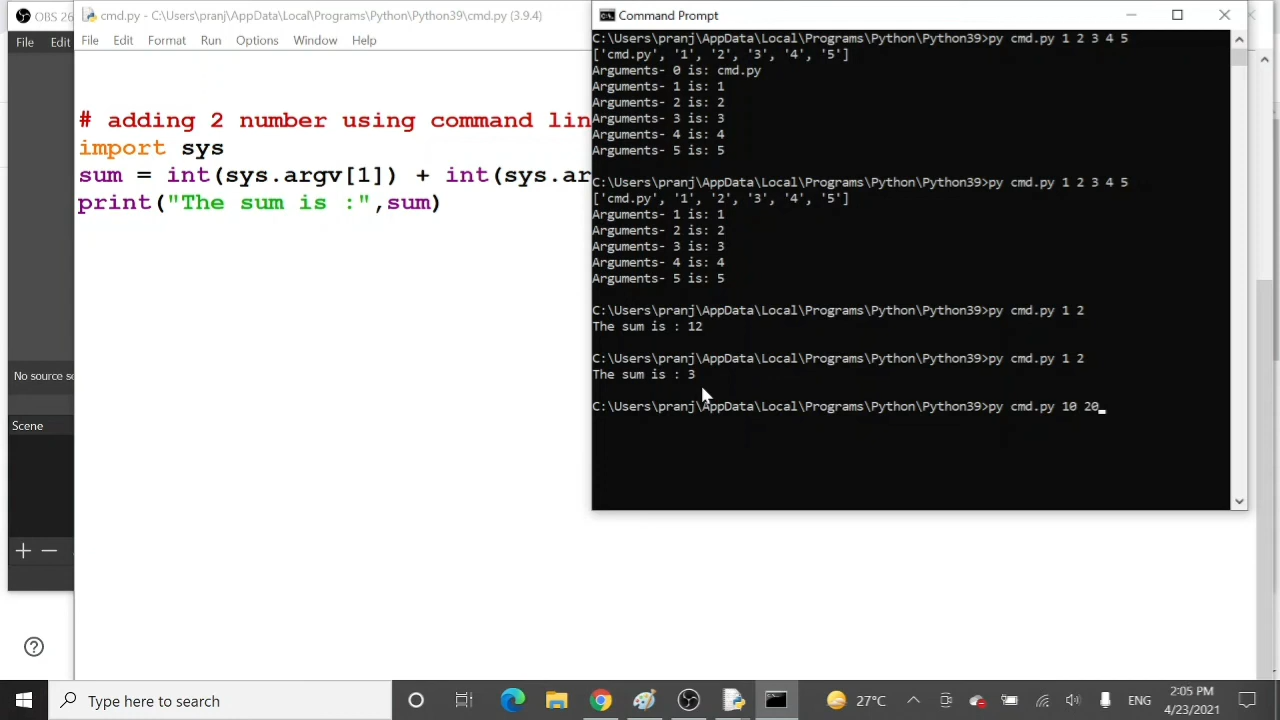 OBS 26
File Edit
cmd.py - C:\Users\pranj\AppData\Local\Programs\Python\Python39\cmd.py (3.9.4)
File Edit Format Run Options Window Help
# adding 2 number using command lin
import sys
sum = int(sys.argv[1]) + int(sys.ar
print("The sum is :",sum)
Command Prompt
C:\Users\pranj\AppData\Local\Programs\Python\Python39>py cmd.py 1 2 3 4 5
['cmd.py', '1', '2', '3', '4', '5']
Arguments- 0 is: cmd.py
Arguments- 1 is: 1
Arguments- 2 is: 2
Arguments- 3 is: 3
Arguments- 4 is: 4
Arguments- 5 is: 5
C:\Users\pranj\AppData\Local\Programs\Python\Python39>py cmd.py 1 2 3 4 5
['cmd.py', '1', '2', '3', '4', '5']
Arguments- 1 is: 1
Arguments- 2 is: 2
Arguments- 3 is: 3
Arguments- 4 is: 4
Arguments- 5 is: 5
C:\Users\pranj\AppData\Local\Programs\Python\Python39>py cmd.py 1 2
The sum is : 12
C:\Users\pranj\AppData\Local\Programs\Python\Python39>py cmd.py 1 2
The sum is : 3
C:\Users\pranj\AppData\Local\Programs\Python\Python39>py cmd.py 10 20_
No source se
Scene
Type here to search
27°C
ENG
2:05 PM
4/23/2021